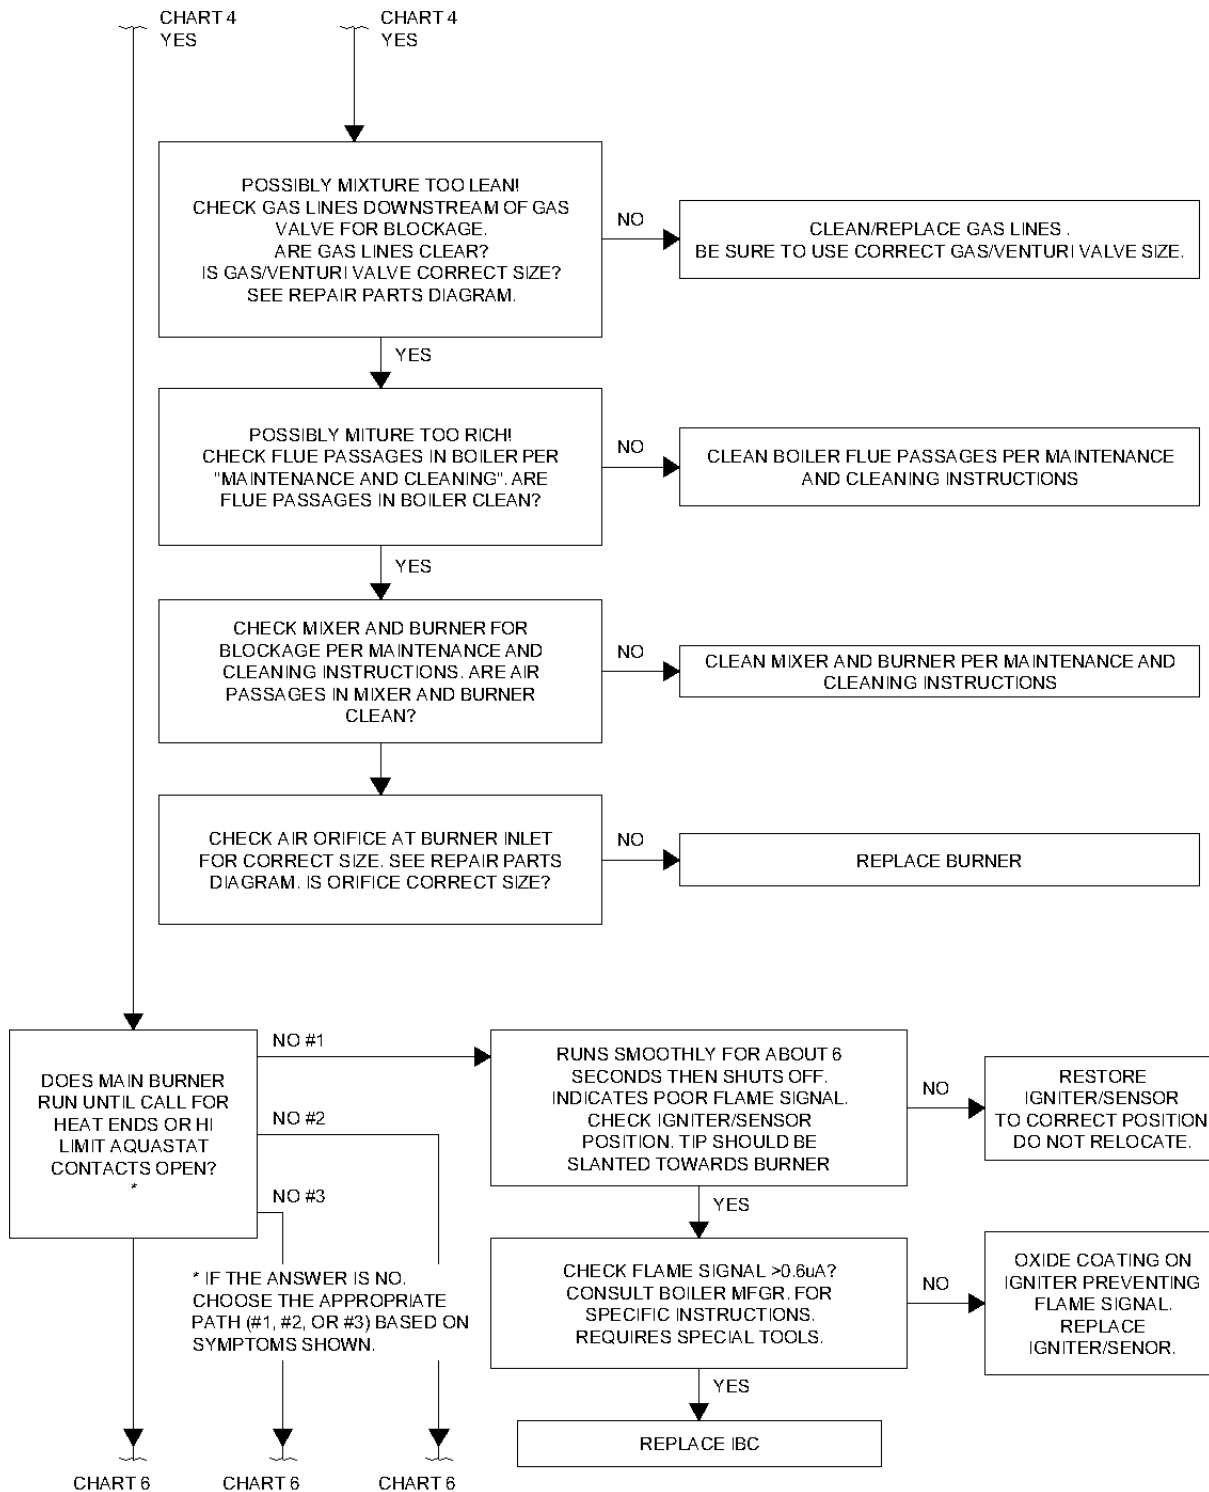 CHART 4
YES
CHART 4
YES
POSSIBLY MIXTURE TOO LEAN!
CHECK GAS LINES DOWNSTREAM OF GAS
VALVE FOR BLOCKAGE.
ARE GAS LINES CLEAR?
IS GAS/VENTURI VALVE CORRECT SIZE?
SEE REPAIR PARTS DIAGRAM.
NO
CLEAN/REPLACE GAS LINES .
BE SURE TO USE CORRECT GAS/VENTURI VALVE SIZE.
YES
POSSIBLY MITURE TOO RICH!
CHECK FLUE PASSAGES IN BOILER PER
"MAINTENANCE AND CLEANING". ARE
FLUE PASSAGES IN BOILER CLEAN?
NO
CLEAN BOILER FLUE PASSAGES PER MAINTENANCE
AND CLEANING INSTRUCTIONS
YES
CHECK MIXER AND BURNER FOR
BLOCKAGE PER MAINTENANCE AND
CLEANING INSTRUCTIONS. ARE AIR
PASSAGES IN MIXER AND BURNER
CLEAN?
NO
CLEAN MIXER AND BURNER PER MAINTENANCE AND
CLEANING INSTRUCTIONS
CHECK AIR ORIFICE AT BURNER INLET
FOR CORRECT SIZE. SEE REPAIR PARTS
DIAGRAM. IS ORIFICE CORRECT SIZE?
NO
REPLACE BURNER
DOES MAIN BURNER
RUN UNTIL CALL FOR
HEAT ENDS OR HI
LIMIT AQUASTAT
CONTACTS OPEN?
*
NO #1
NO #2
NO #3
RUNS SMOOTHLY FOR ABOUT 6
SECONDS THEN SHUTS OFF.
INDICATES POOR FLAME SIGNAL.
CHECK IGNITER/SENSOR
POSITION. TIP SHOULD BE
SLANTED TOWARDS BURNER
NO
RESTORE
IGNITER/SENSOR
TO CORRECT POSITION
DO NOT RELOCATE.
YES
* IF THE ANSWER IS NO.
CHOOSE THE APPROPRIATE
PATH (#1, #2, OR #3) BASED ON
SYMPTOMS SHOWN.
CHECK FLAME SIGNAL >0.6uA?
CONSULT BOILER MFGR. FOR
SPECIFIC INSTRUCTIONS.
REQUIRES SPECIAL TOOLS.
NO
OXIDE COATING ON
IGNITER PREVENTING
FLAME SIGNAL.
REPLACE
IGNITER/SENOR.
YES
REPLACE IBC
CHART 6
CHART 6
CHART 6